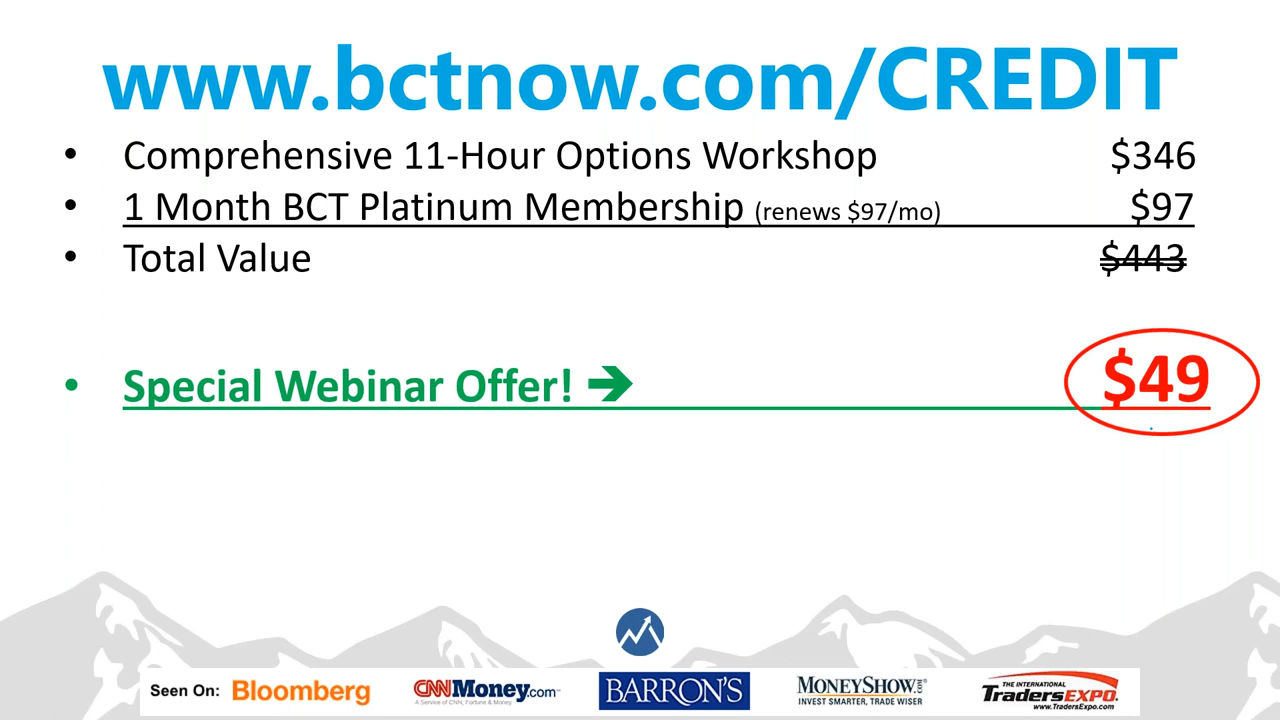 www.bctnow.com/CREDIT
• Comprehensive 11-Hour Options Workshop $346
• 1 Month BCT Platinum Membership (renews $97/mo) $97
• Total Value $443
• Special Webinar Offer! ➔ $49
Seen On: Bloomberg CNNMoney.com BARRON'S MONEYSHOW.COM® THE INTERNATIONAL TRADERSEXPO.
A Service of CNN, Fortune & Money INVEST SMARTER, TRADE WISER www.TradersExpo.com